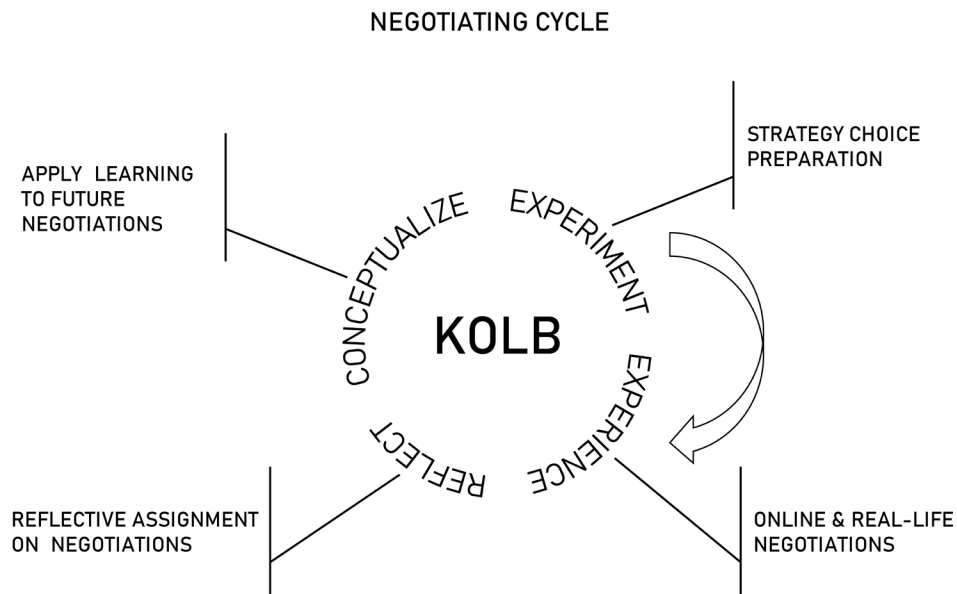 NEGOTIATING CYCLE
STRATEGY CHOICE
PREPARATION
APPLY LEARNING
TO FUTURE
NEGOTIATIONS
EXPERIMENT
CONCEPTUALIZE
KOLB
EXPERIENCE
REFLECT
REFLECTIVE ASSIGNMENT
ON NEGOTIATIONS
ONLINE & REAL-LIFE
NEGOTIATIONS